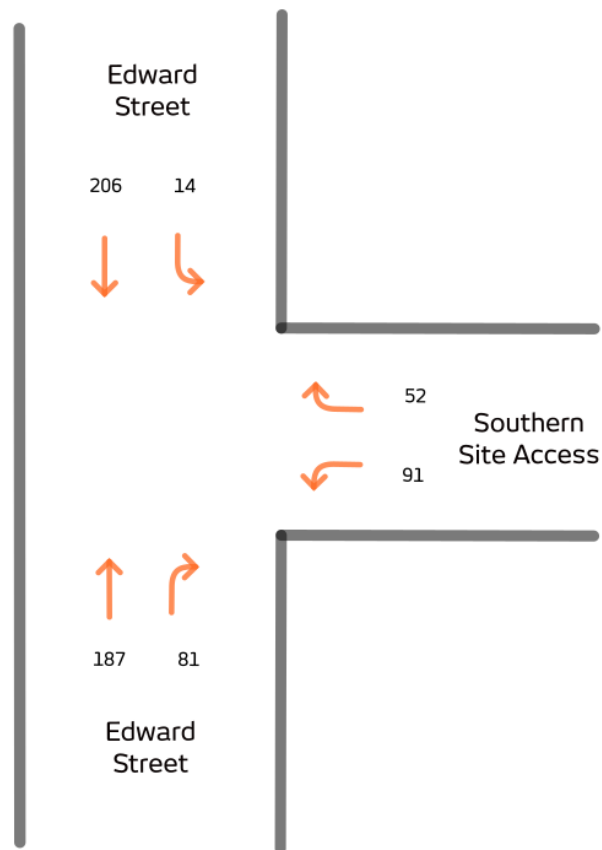 Edward
Street
206 14
52
Southern
Site Access
91
187 81
Edward
Street